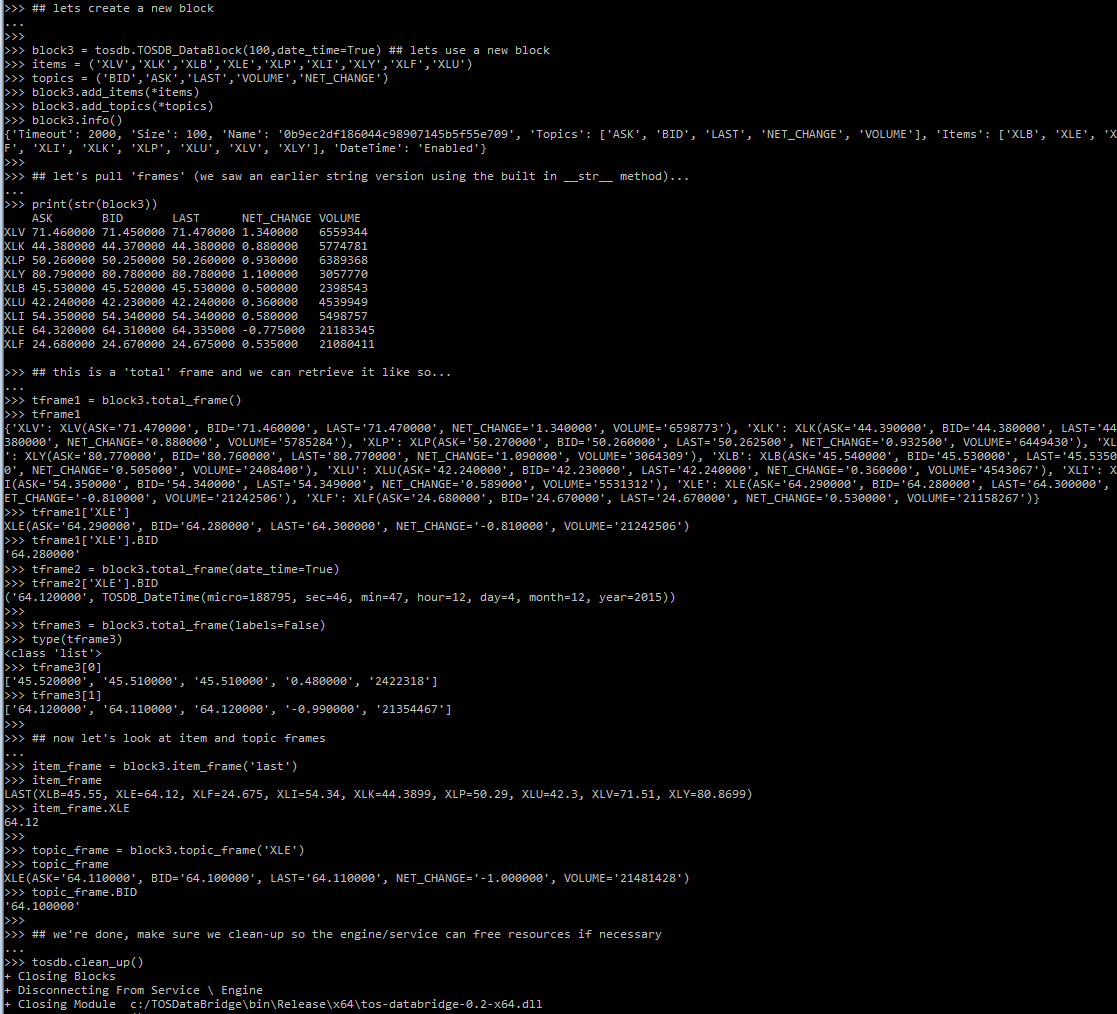 >>> ## lets create a new block
...
>>>
>>> block3 = tosdb.TOSDB_DataBlock(100,date_time=True) ## lets use a new block
>>> items = ('XLV','XLK','XLB','XLE','XLP','XLI','XLY','XLF','XLU')
>>> topics = ('BID','ASK','LAST','VOLUME','NET_CHANGE')
>>> block3.add_items(*items)
>>> block3.add_topics(*topics)
>>> block3.info()
{'Timeout': 2000, 'Size': 100, 'Name': '0b9ec2df186044c98907145b5f55e709', 'Topics': ['ASK', 'BID', 'LAST', 'NET_CHANGE', 'VOLUME'], 'Items': ['XLB', 'XLE', 'X
F', 'XLI', 'XLK', 'XLP', 'XLU', 'XLV', 'XLY'], 'DateTime': 'Enabled'}
>>>
>>> ## let's pull 'frames' (we saw an earlier string version using the built in __str__ method)...
...
>>> print(str(block3))
    ASK       BID       LAST      NET_CHANGE VOLUME
XLV 71.460000 71.450000 71.470000 1.340000   6559344
XLK 44.380000 44.370000 44.380000 0.880000   5774781
XLP 50.260000 50.250000 50.260000 0.930000   6389368
XLY 80.790000 80.780000 80.780000 1.100000   3057770
XLB 45.530000 45.520000 45.530000 0.500000   2398543
XLU 42.240000 42.230000 42.240000 0.360000   4539949
XLI 54.350000 54.340000 54.340000 0.580000   5498757
XLE 64.320000 64.310000 64.335000 -0.775000  21183345
XLF 24.680000 24.670000 24.675000 0.535000   21080411
>>> ## this is a 'total' frame and we can retrieve it like so...
...
>>> tframe1 = block3.total_frame()
>>> tframe1
{'XLV': XLV(ASK='71.470000', BID='71.460000', LAST='71.470000', NET_CHANGE='1.340000', VOLUME='6598773'), 'XLK': XLK(ASK='44.390000', BID='44.380000', LAST='44
380000', NET_CHANGE='0.880000', VOLUME='5785284'), 'XLP': XLP(ASK='50.270000', BID='50.260000', LAST='50.262500', NET_CHANGE='0.932500', VOLUME='6449430'), 'XL
': XLY(ASK='80.770000', BID='80.760000', LAST='80.770000', NET_CHANGE='1.090000', VOLUME='3064309'), 'XLB': XLB(ASK='45.540000', BID='45.530000', LAST='45.5350
0', NET_CHANGE='0.505000', VOLUME='2408400'), 'XLU': XLU(ASK='42.240000', BID='42.230000', LAST='42.240000', NET_CHANGE='0.360000', VOLUME='4543067'), 'XLI': X
I(ASK='54.350000', BID='54.340000', LAST='54.349000', NET_CHANGE='0.589000', VOLUME='5531312'), 'XLE': XLE(ASK='64.290000', BID='64.280000', LAST='64.300000',
ET_CHANGE='-0.810000', VOLUME='21242506'), 'XLF': XLF(ASK='24.680000', BID='24.670000', LAST='24.670000', NET_CHANGE='0.530000', VOLUME='21158267')}
>>> tframe1['XLE']
XLE(ASK='64.290000', BID='64.280000', LAST='64.300000', NET_CHANGE='-0.810000', VOLUME='21242506')
>>> tframe1['XLE'].BID
'64.280000'
>>> tframe2 = block3.total_frame(date_time=True)
>>> tframe2['XLE'].BID
('64.120000', TOSDB_DateTime(micro=188795, sec=46, min=47, hour=12, day=4, month=12, year=2015))
>>>
>>> tframe3 = block3.total_frame(labels=False)
>>> type(tframe3)
<class 'list'>
>>> tframe3[0]
['45.520000', '45.510000', '45.510000', '0.480000', '2422318']
>>> tframe3[1]
['64.120000', '64.110000', '64.120000', '-0.990000', '21354467']
>>>
>>> ## now let's look at item and topic frames
...
>>> item_frame = block3.item_frame('last')
>>> item_frame
LAST(XLB=45.55, XLE=64.12, XLF=24.675, XLI=54.34, XLK=44.3899, XLP=50.29, XLU=42.3, XLV=71.51, XLY=80.8699)
>>> item_frame.XLE
64.12
>>>
>>> topic_frame = block3.topic_frame('XLE')
>>> topic_frame
XLE(ASK='64.110000', BID='64.100000', LAST='64.110000', NET_CHANGE='-1.000000', VOLUME='21481428')
>>> topic_frame.BID
'64.100000'
>>>
>>> ## we're done, make sure we clean-up so the engine/service can free resources if necessary
...
>>> tosdb.clean_up()
+ Closing Blocks
+ Disconnecting From Service \ Engine
+ Closing Module  c:/TOSDataBridge\bin\Release\x64\tos-databridge-0.2-x64.dll